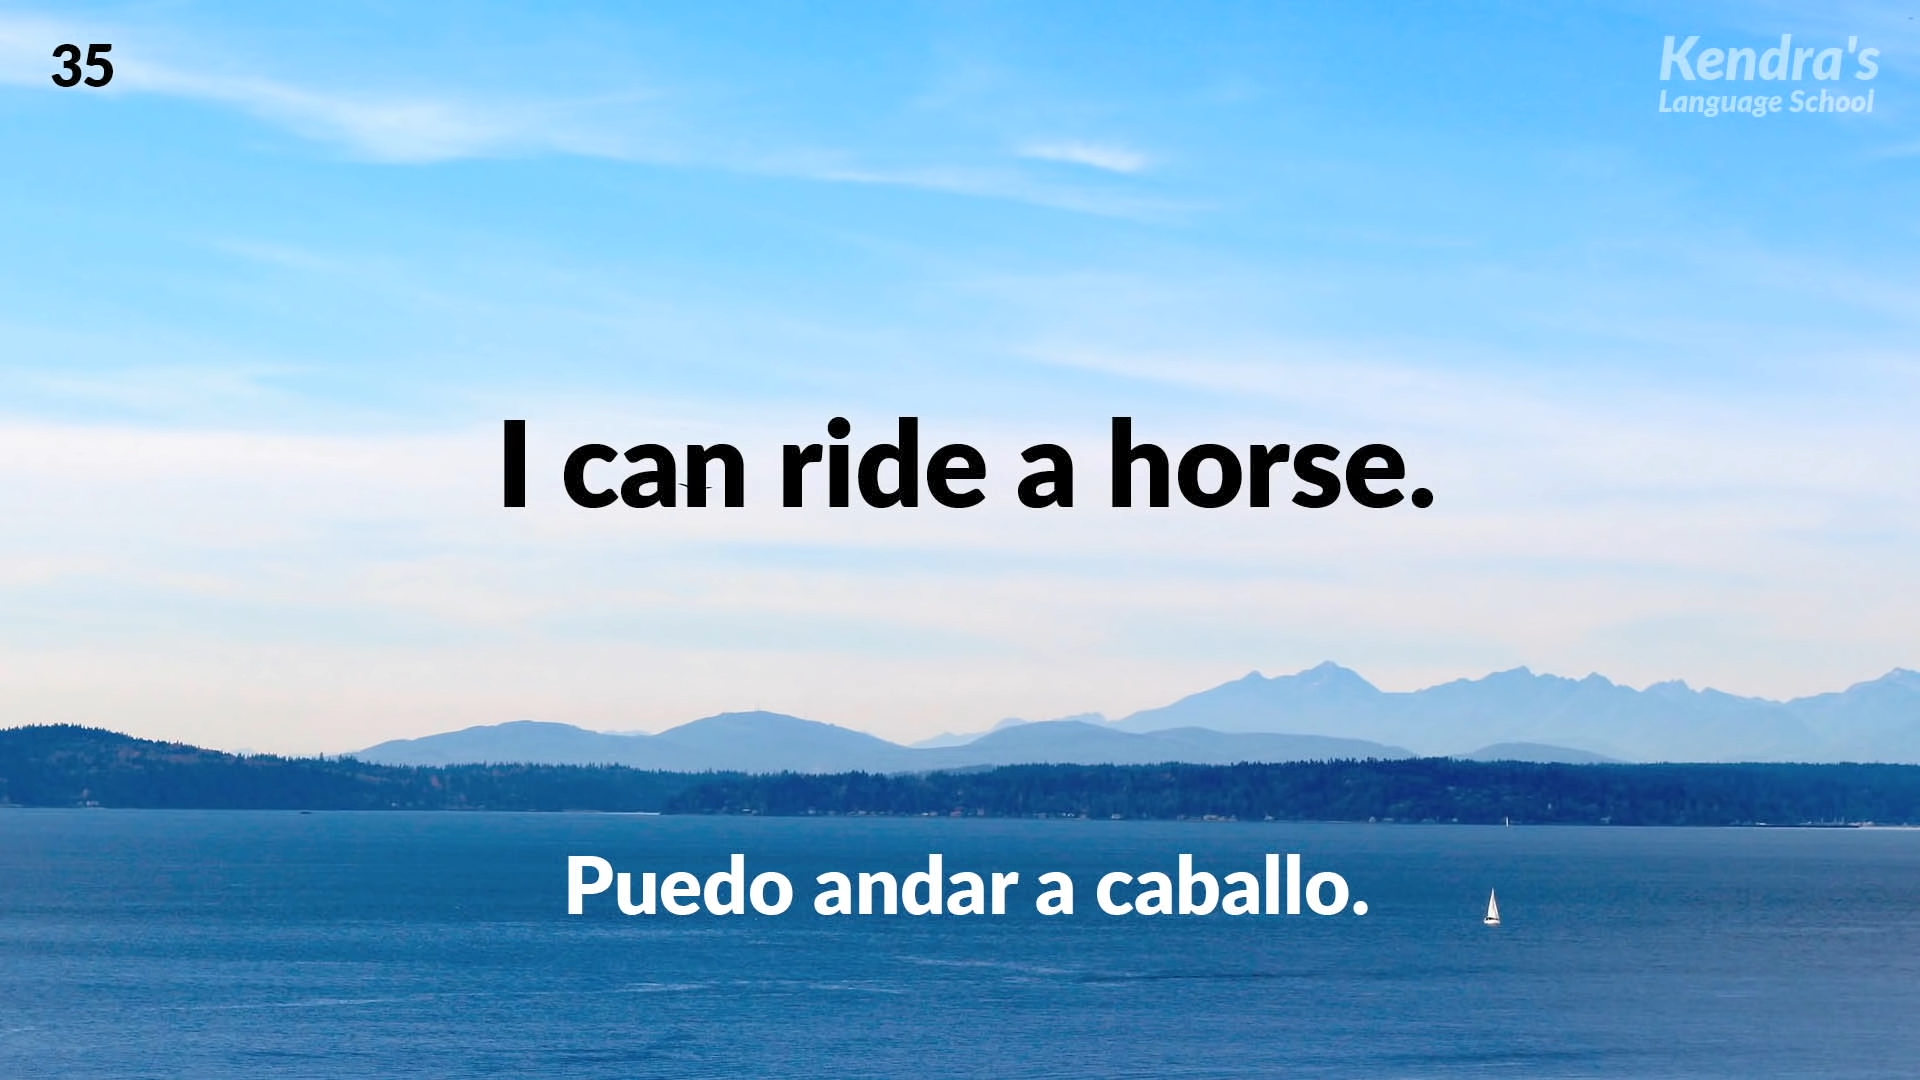 35
Kendra's
Language School
I can ride a horse.
Puedo andar a caballo.